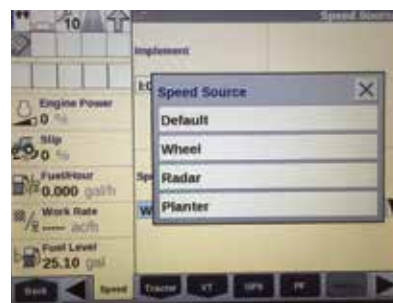 Speed Source
10
Implement
Speed Source
Default
Wheel
Radar
Planter
Engine Power
0 %
Slip
0 %
Fuel/Hour
0.000 gal/h
Work Rate
---- ac/h
Fuel Level
25.10 gal
Back
Speed
Tractor
VT
GPS
PF